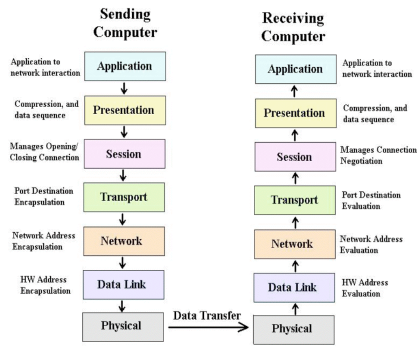 Sending
Computer
Application to
network interaction
Application
Compression, and
data sequence
Presentation
Manages Opening/
Closing Connection
Session
Port Destination
Encapsulation
Transport
Network Address
Encapsulation
Network
HW Address
Encapsulation
Data Link
Physical
Data Transfer
Receiving
Computer
Application
Application to
network interaction
Presentation
Compression, and
data sequence
Session
Manages Connection
Negotiation
Transport
Port Destination
Evaluation
Network
Network Address
Evaluation
Data Link
HW Address
Evaluation
Physical